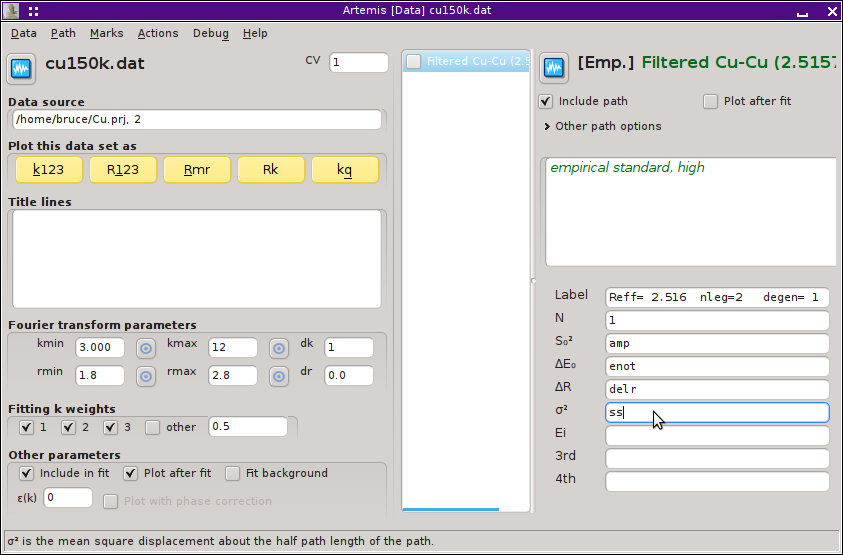 Artemis [Data] cu150k.dat
Data Path Marks Actions Debug Help
cu150k.dat
CV 1
Data source
/home/bruce/Cu.prj, 2
Plot this data set as
k123 R123 Rmr Rk kq
Title lines
Fourier transform parameters
kmin 3.000 kmax 12 dk 1
rmin 1.8 rmax 2.8 dr 0.0
Fitting k weights
1 2 3 other 0.5
Other parameters
Include in fit Plot after fit Fit background
ε(k) 0 Plot with phase correction
Filtered Cu-Cu (2.5
[Emp.] Filtered Cu-Cu (2.5157
Include path Plot after fit
Other path options
empirical standard, high
Label Reff= 2.516 nleg=2 degen= 1
N 1
S₀² amp
ΔE₀ enot
ΔR delr
σ² ss
Ei
3rd
4th
σ² is the mean square displacement about the half path length of the path.